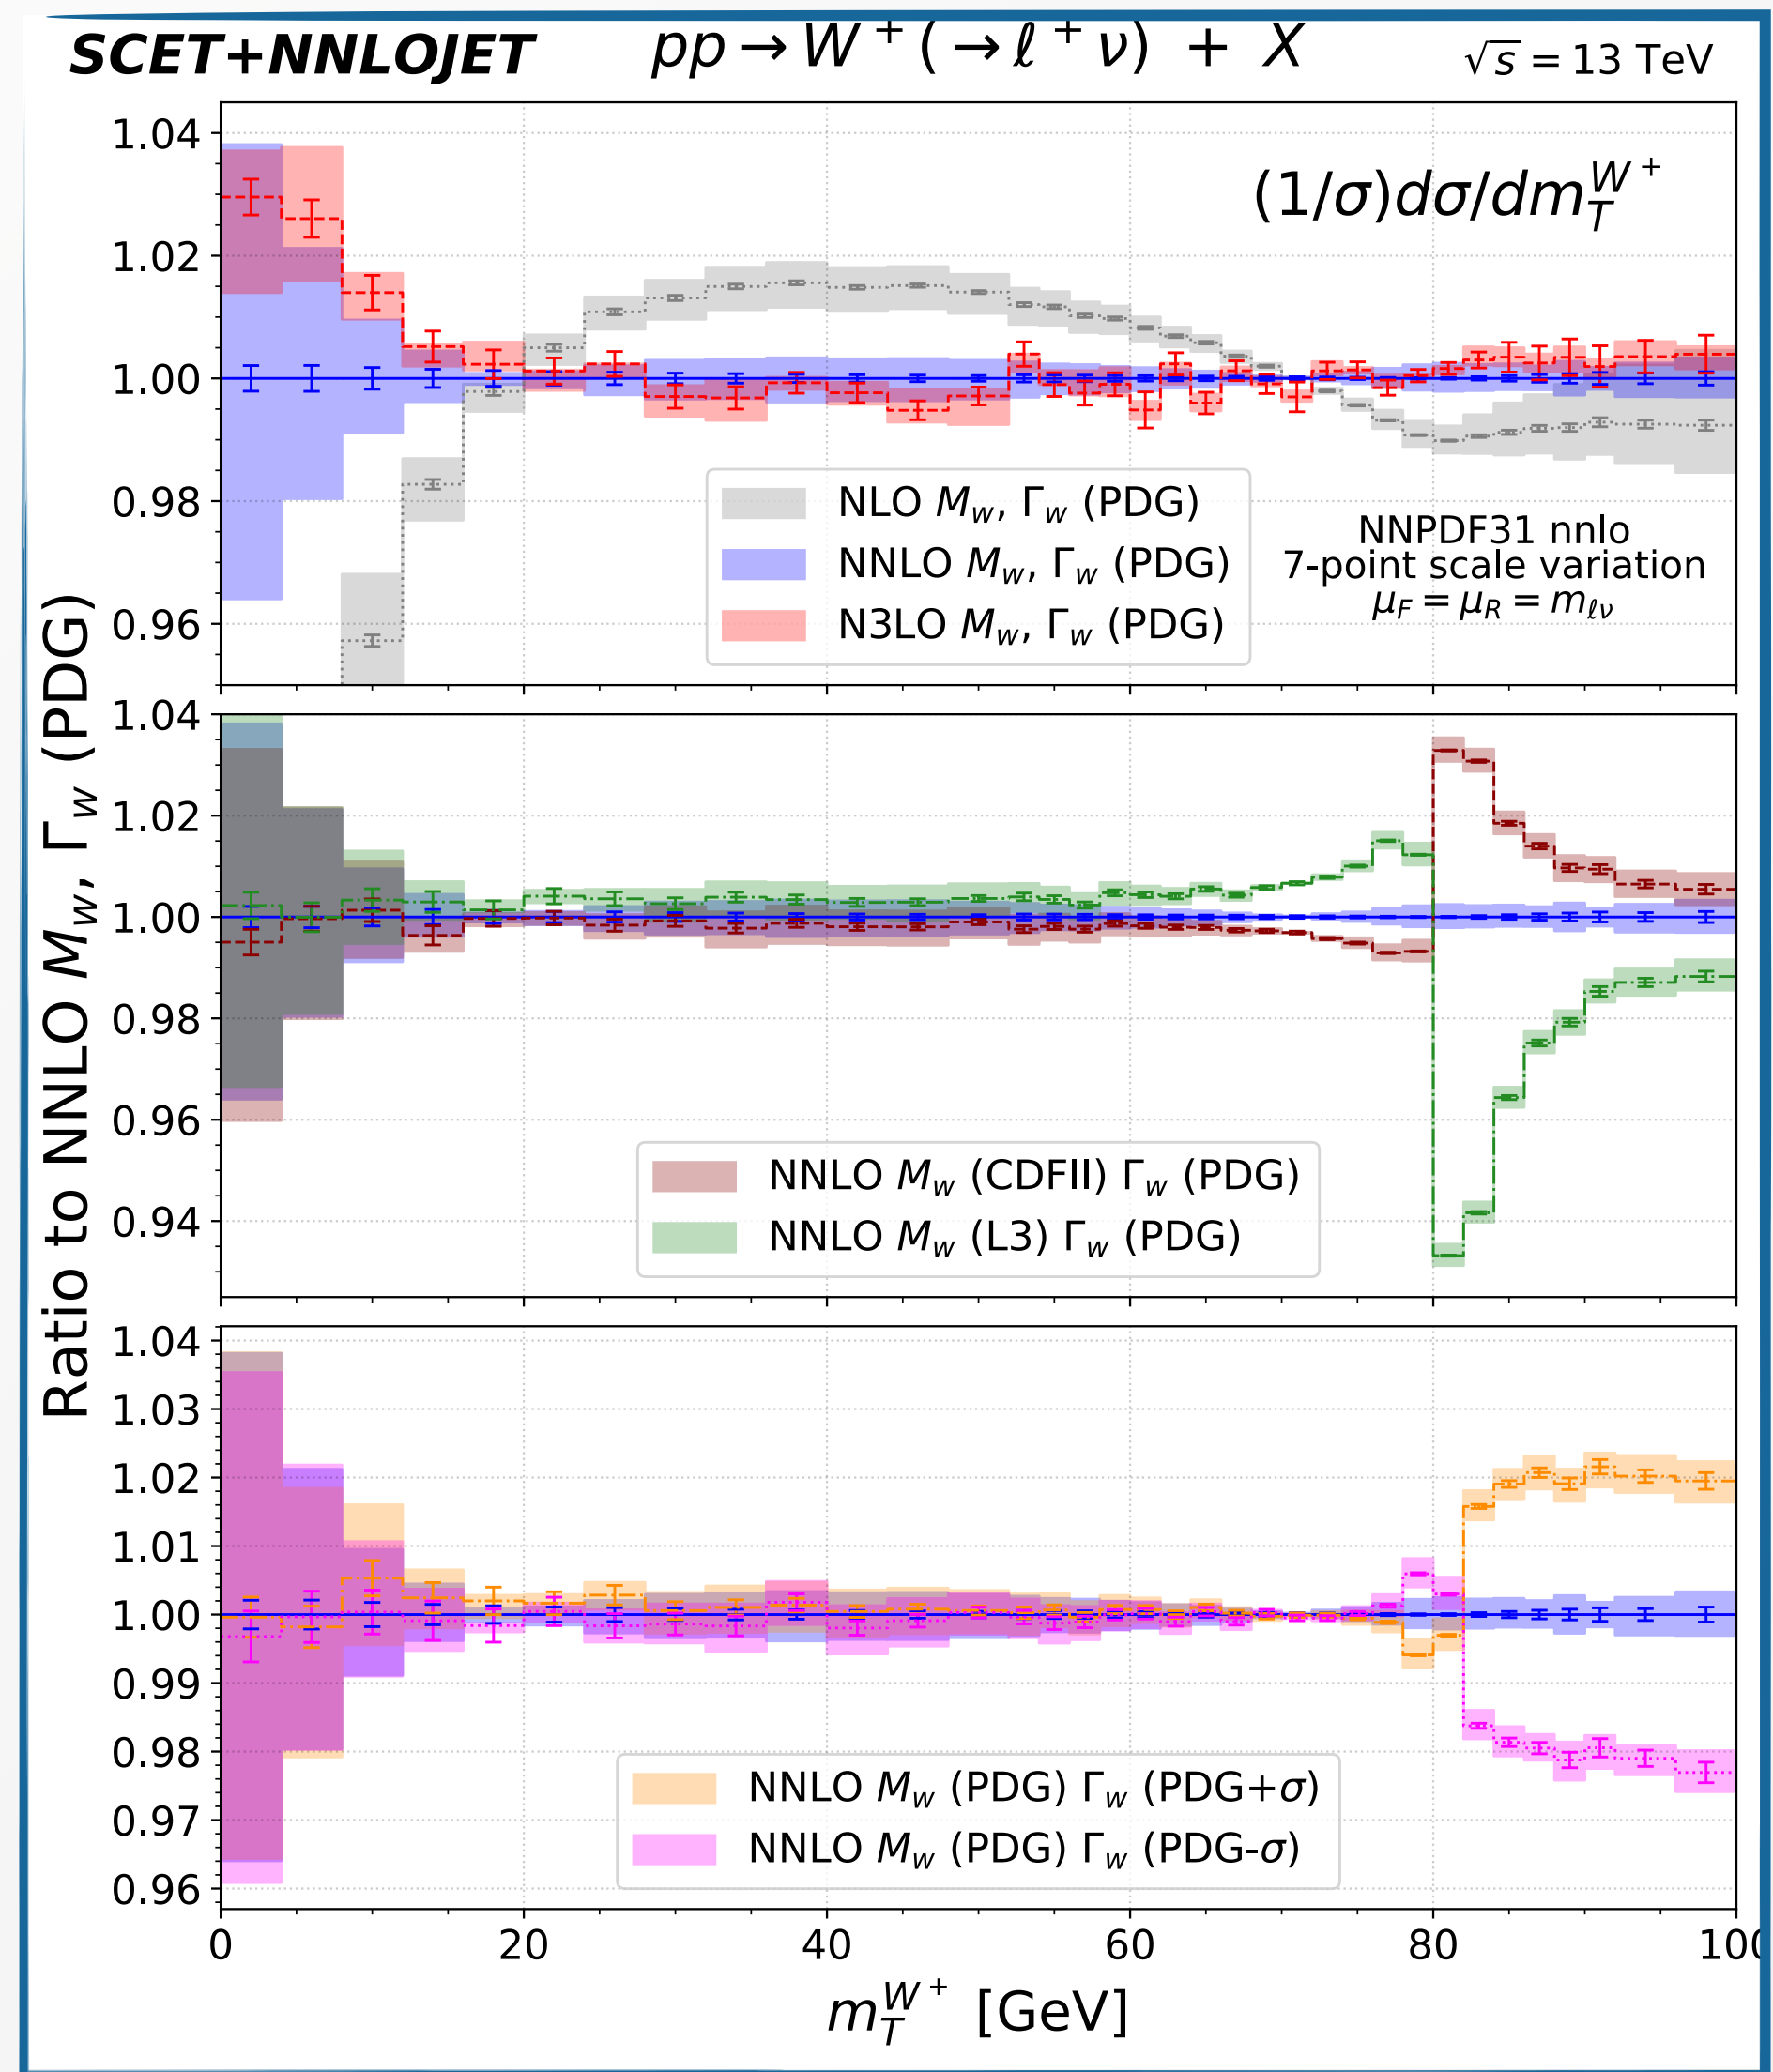 SCET+NNLOJET pp → W⁺(→ ℓ⁺ν) + X √s = 13 TeV
(1/σ)dσ/dm_T^{W⁺}
1.04
1.02
1.00
0.98
0.96
NLO M_w, Γ_w (PDG)
NNLO M_w, Γ_w (PDG)
N3LO M_w, Γ_w (PDG)
NNPDF31 nnlo
7-point scale variation
μ_F = μ_R = m_{ℓν}
Ratio to NNLO M_w, Γ_w (PDG)
1.04
1.02
1.00
0.98
0.96
0.94
NNLO M_w (CDFII) Γ_w (PDG)
NNLO M_w (L3) Γ_w (PDG)
1.04
1.03
1.02
1.01
1.00
0.99
0.98
0.97
0.96
NNLO M_w (PDG) Γ_w (PDG+σ)
NNLO M_w (PDG) Γ_w (PDG-σ)
0 20 40 60 80 100
m_T^{W⁺} [GeV]